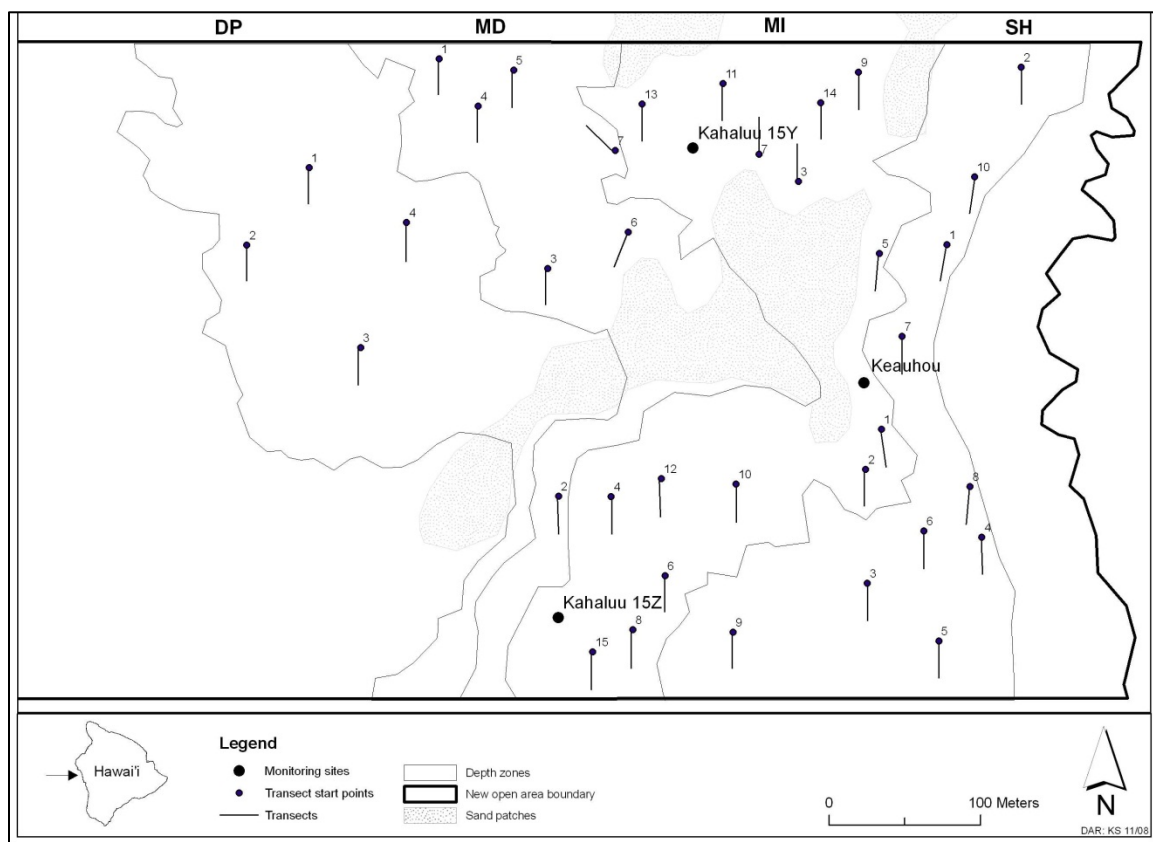 DP MD MI SH
1
5
2
9
11
4
13
14
Kahaluu 15Y
7
7
1
3
10
4
6
2
1
5
3
7
3
Keauhou
1
2
12
10
8
2
4
6
4
6
3
Kahaluu 15Z
8
9
5
15
Legend
Hawai'i
Monitoring sites
Transect start points
Transects
Depth zones
New open area boundary
Sand patches
0 100 Meters
N
DAR: KS 11/08